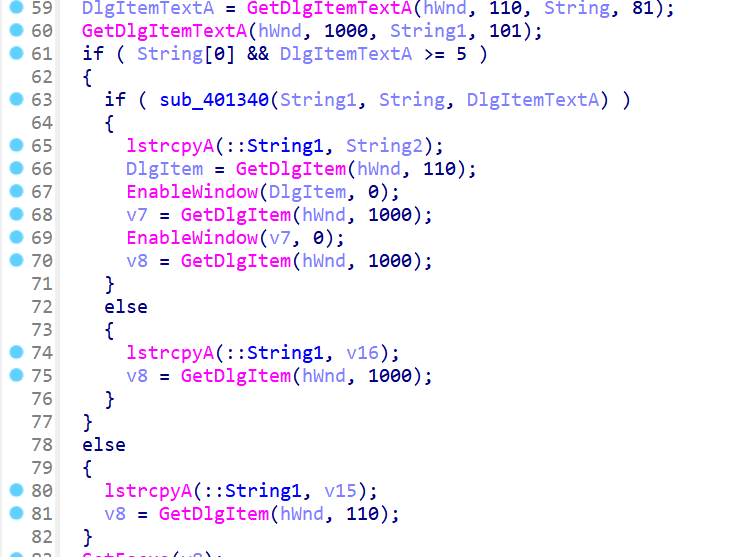 59 DlgItemTextA = GetDlgItemTextA(hWnd, 110, String, 81);
60 GetDlgItemTextA(hWnd, 1000, String1, 101);
61 if ( String[0] && DlgItemTextA >= 5 )
62 {
63 if ( sub_401340(String1, String, DlgItemTextA) )
64 {
65 lstrcpyA(::String1, String2);
66 DlgItem = GetDlgItem(hWnd, 110);
67 EnableWindow(DlgItem, 0);
68 v7 = GetDlgItem(hWnd, 1000);
69 EnableWindow(v7, 0);
70 v8 = GetDlgItem(hWnd, 1000);
71 }
72 else
73 {
74 lstrcpyA(::String1, v16);
75 v8 = GetDlgItem(hWnd, 1000);
76 }
77 }
78 else
79 {
80 lstrcpyA(::String1, v15);
81 v8 = GetDlgItem(hWnd, 110);
82 }